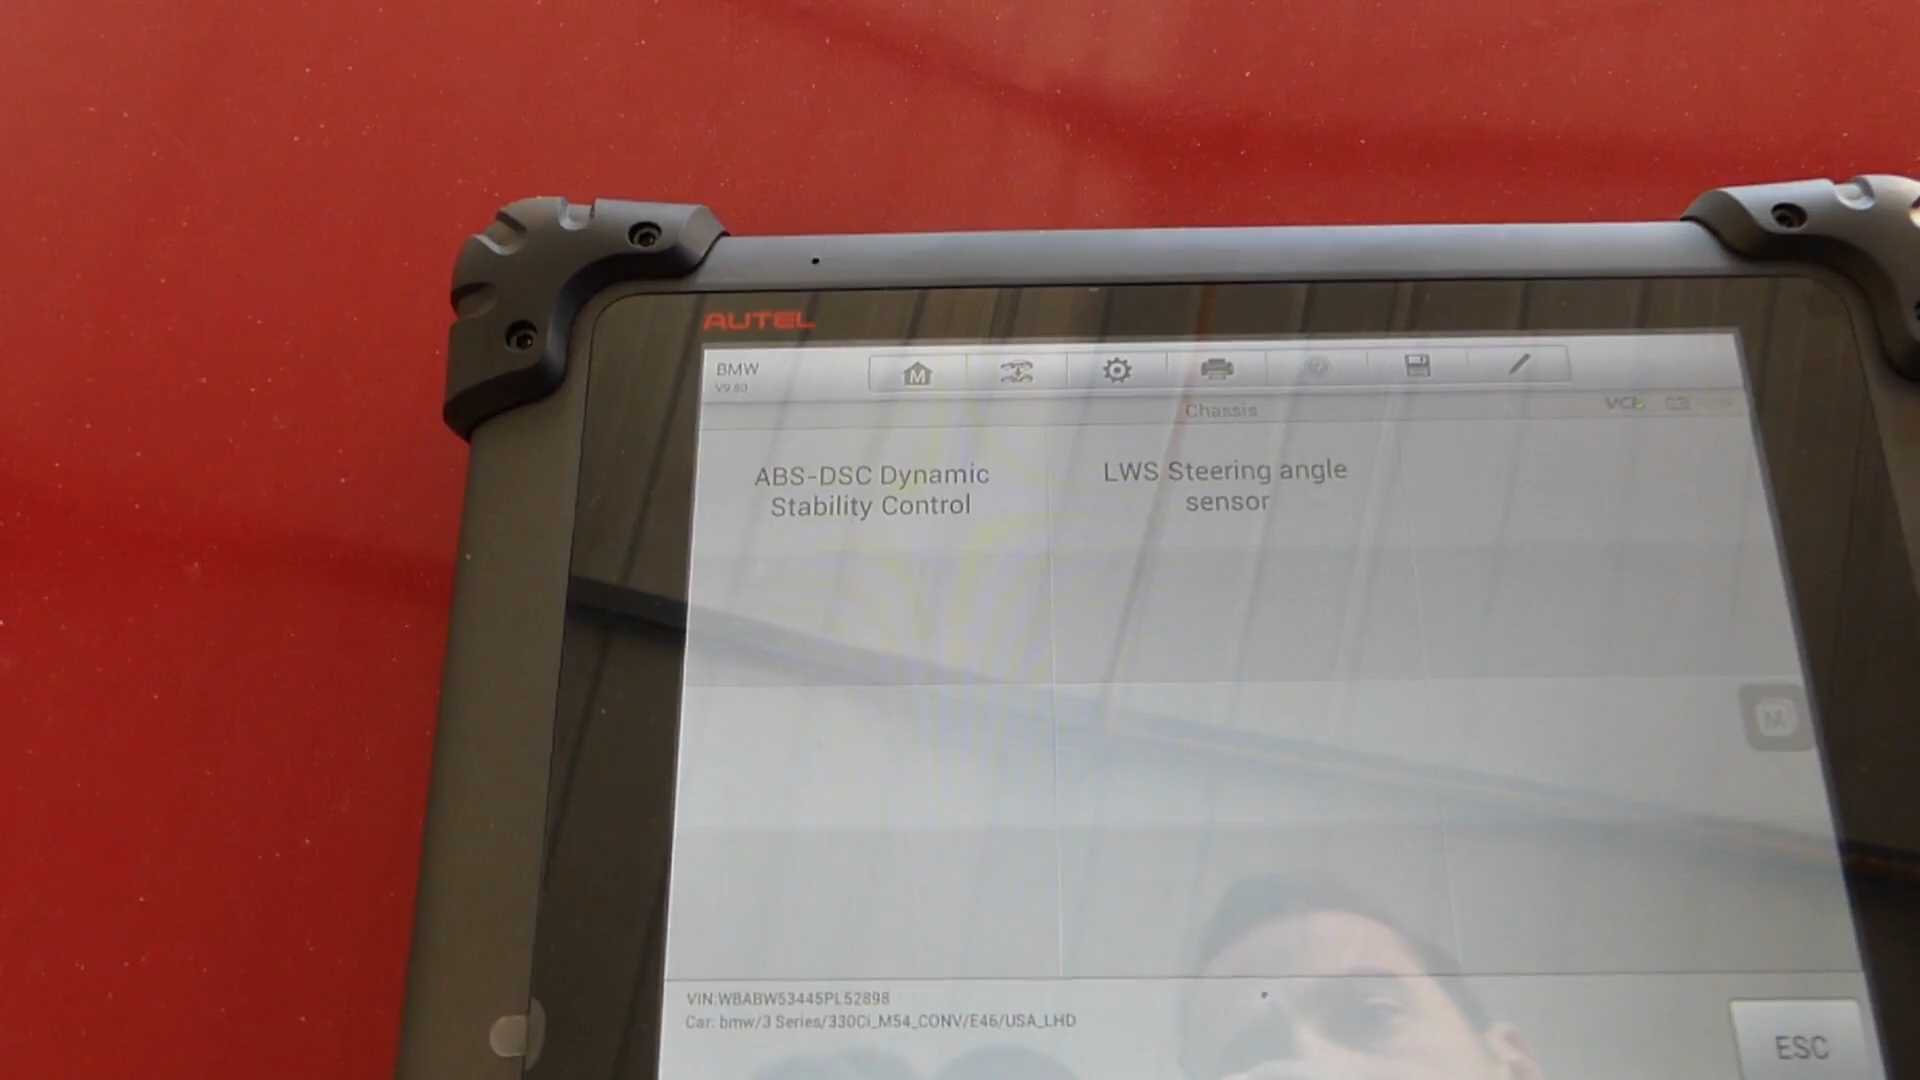 AUTEL
BMW
V9.80
M
Chassis
VCI
ABS-DSC Dynamic
Stability Control
LWS Steering angle
sensor
M
VIN:WBABW53445PL52898
Car: bmw/3 Series/330Ci_M54_CONV/E46/USA_LHD
ESC